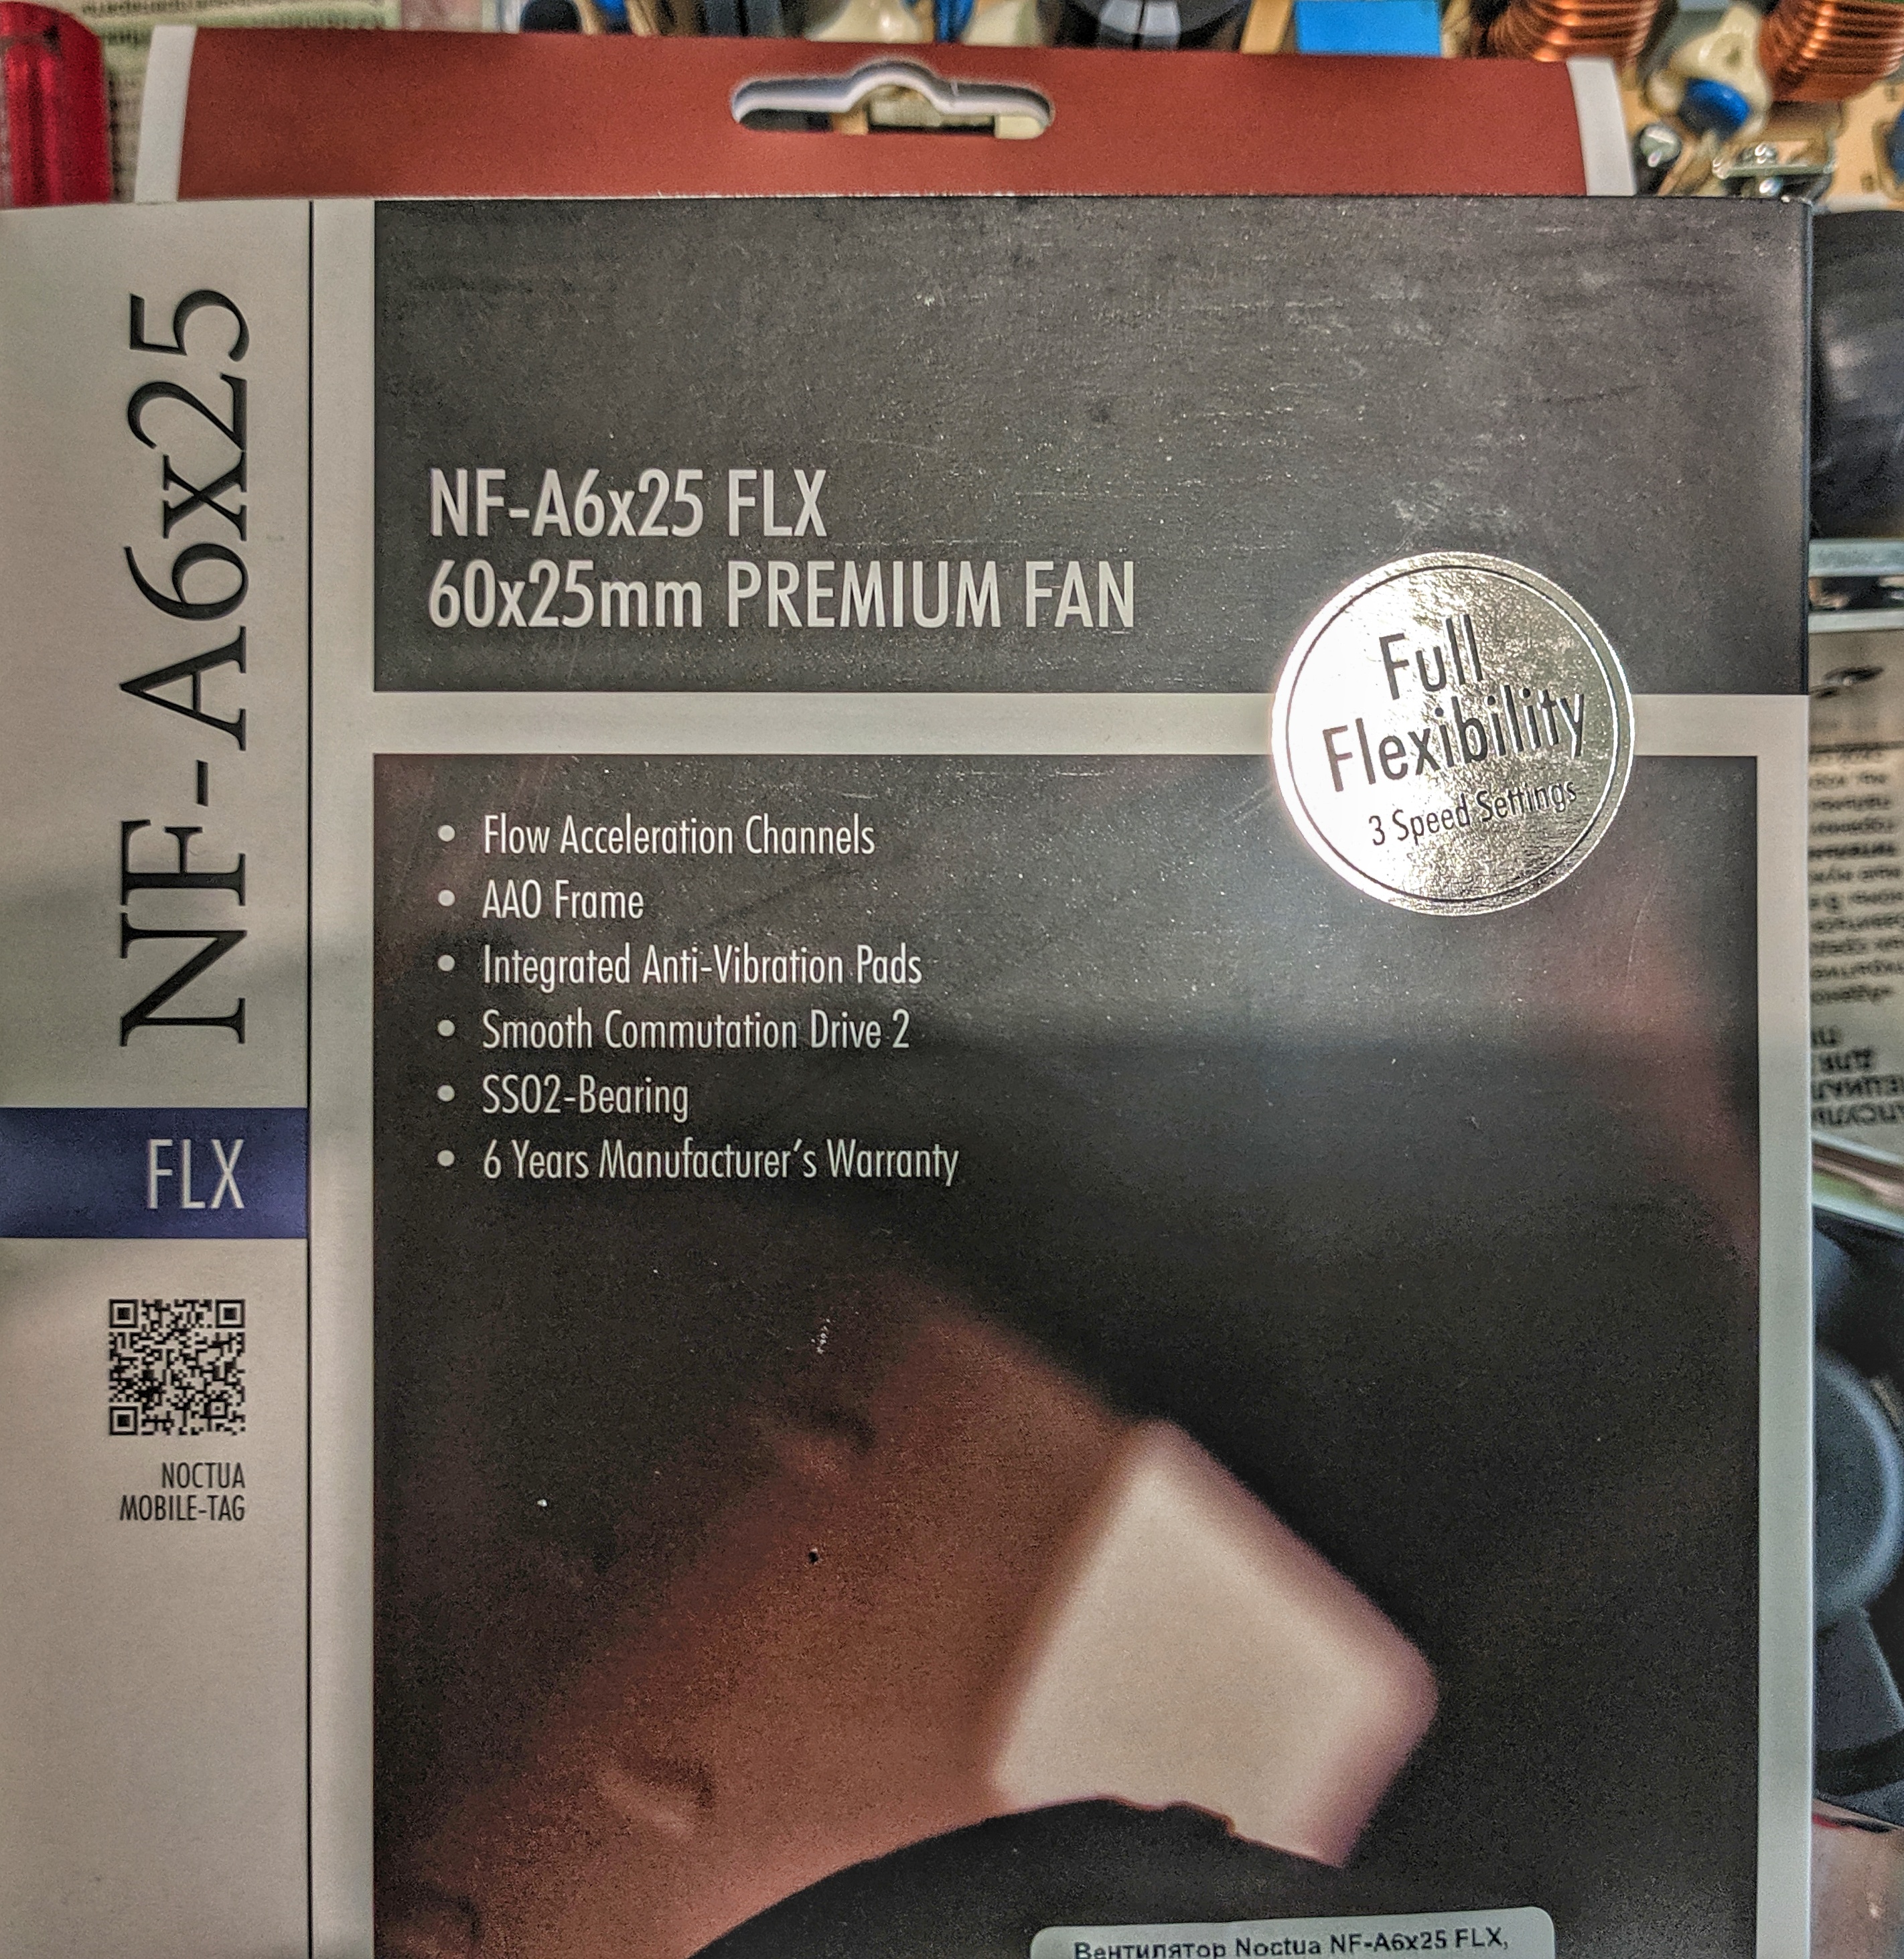 NF-A6x25
FLX
NOCTUA
MOBILE-TAG
NF-A6x25 FLX
60x25mm PREMIUM FAN
Full
Flexibility
3 Speed Settings
• Flow Acceleration Channels
• AAO Frame
• Integrated Anti-Vibration Pads
• Smooth Commutation Drive 2
• SSO2-Bearing
• 6 Years Manufacturer's Warranty
Вентилятор Noctua NF-A6x25 FLX,